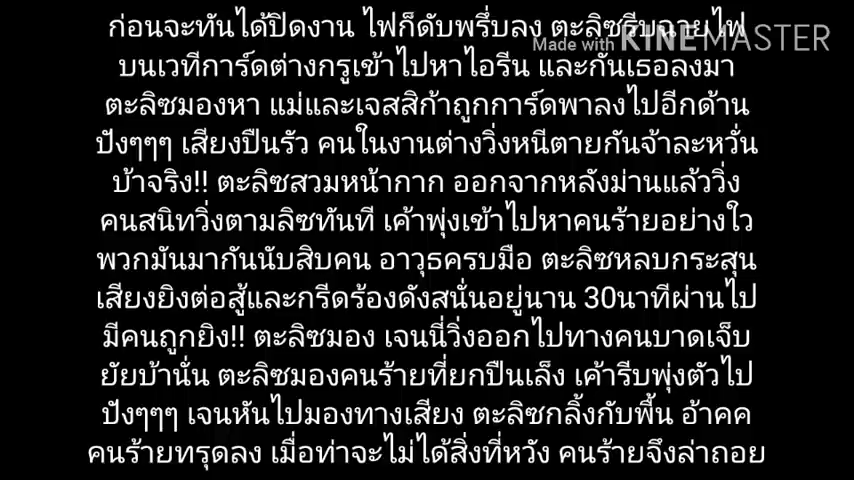 ก่อนจะทันได้ปิดงาน ไฟก็ดับพรึ่บลง ตะลิซรีบฉายไฟ
Made with KINEMASTER
บนเวทีการ์ดต่างกรูเข้าไปหาไอรีน และกันเธอลงมา
ตะลิซมองหา แม่และเจสสิก้าถูกการ์ดพาลงไปอีกด้าน
ปังๆๆๆ เสียงปืนรัว คนในงานต่างวิ่งหนีตายกันจ้าละหวั่น
บ้าจริง!! ตะลิซสวมหน้ากาก ออกจากหลังม่านแล้ววิ่ง
คนสนิทวิ่งตามลิซทันที เค้าพุ่งเข้าไปหาคนร้ายอย่างใว
พวกมันมากันนับสิบคน อาวุธครบมือ ตะลิซหลบกระสุน
เสียงยิงต่อสู้และกรีดร้องดังสนั่นอยู่นาน 30นาทีผ่านไป
มีคนถูกยิง!! ตะลิซมอง เจนนี่วิ่งออกไปทางคนบาดเจ็บ
ยัยบ้านั่น ตะลิซมองคนร้ายที่ยกปืนเล็ง เค้ารีบพุ่งตัวไป
ปังๆๆๆ เจนหันไปมองทางเสียง ตะลิซกลิ้งกับพื้น อ้าคค
คนร้ายทรุดลง เมื่อท่าจะไม่ได้สิ่งที่หวัง คนร้ายจึงล่าถอย